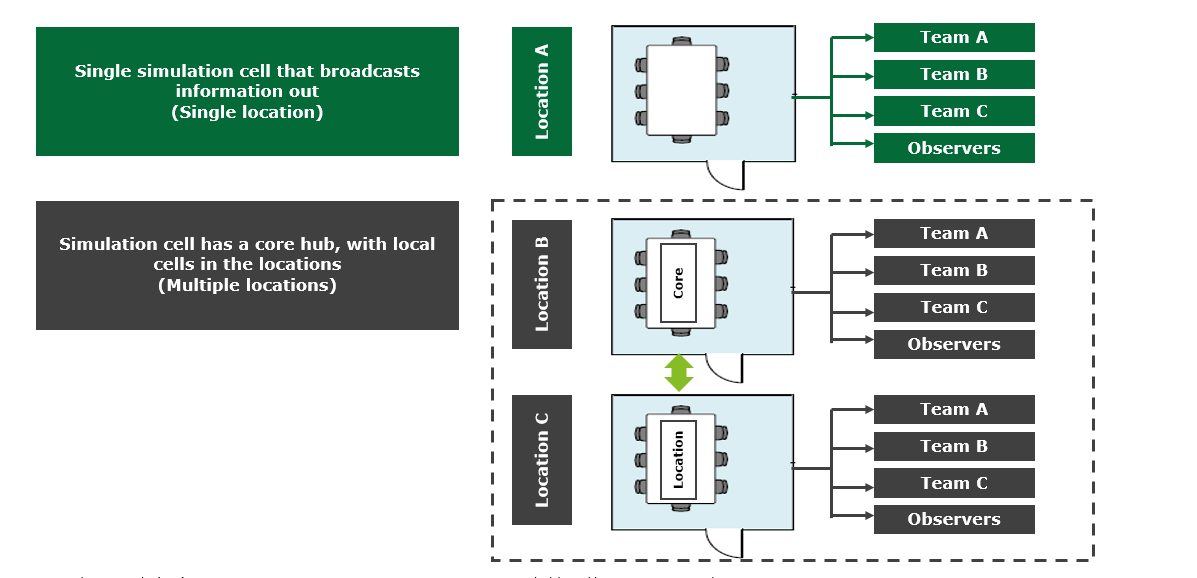 Single simulation cell that broadcasts
information out
(Single location)
Location A
Team A
Team B
Team C
Observers
Simulation cell has a core hub, with local
cells in the locations
(Multiple locations)
Location B
Core
Team A
Team B
Team C
Observers
Location C
Location
Team A
Team B
Team C
Observers